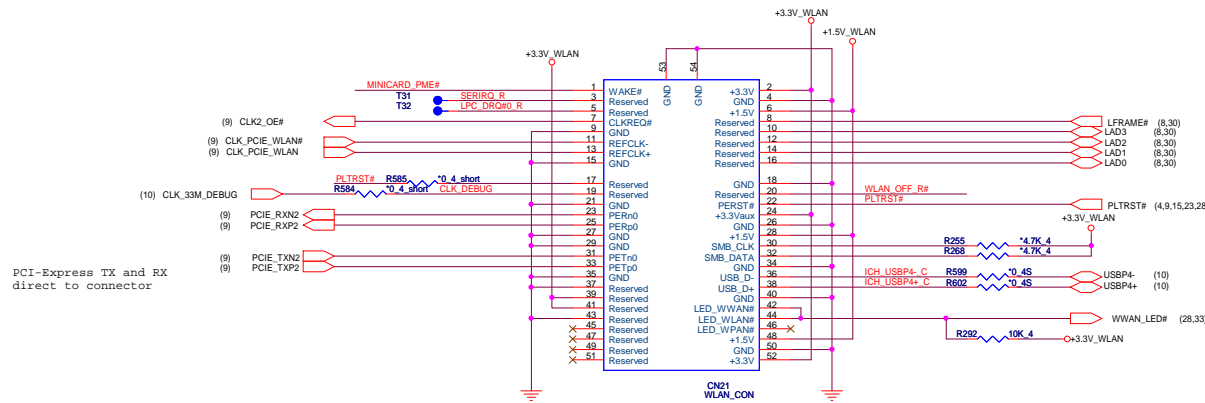 +3.3V_WLAN
+1.5V_WLAN
+3.3V_WLAN
53
54
GND
GND
MINICARD_PME# 1 WAKE# +3.3V 2
T31 SERIRQ_R 3 Reserved GND 4
T32 LPC_DRQ#0_R 5 Reserved +1.5V 6
(9) CLK2_OE# 7 CLKREQ# Reserved 8 LFRAME# (8,30)
9 GND Reserved 10 LAD3 (8,30)
(9) CLK_PCIE_WLAN# 11 REFCLK- Reserved 12 LAD2 (8,30)
(9) CLK_PCIE_WLAN 13 REFCLK+ Reserved 14 LAD1 (8,30)
15 GND Reserved 16 LAD0 (8,30)
PLTRST# R585 *0_4_short 17 Reserved GND 18
(10) CLK_33M_DEBUG R584 *0_4_short CLK_DEBUG 19 Reserved Reserved 20 WLAN_OFF_R#
21 GND PERST# 22 PLTRST# PLTRST# (4,9,15,23,28
(9) PCIE_RXN2 23 PERn0 +3.3Vaux 24
(9) PCIE_RXP2 25 PERp0 GND 26
+3.3V_WLAN
27 GND +1.5V 28
29 GND SMB_CLK 30 R255 *4.7K_4
(9) PCIE_TXN2 31 PETn0 SMB_DATA 32 R268 *4.7K_4
(9) PCIE_TXP2 33 PETp0 GND 34
PCI-Express TX and RX
direct to connector
35 GND USB_D- 36 ICH_USBP4-_C R599 *0_4S USBP4- (10)
37 Reserved USB_D+ 38 ICH_USBP4+_C R602 *0_4S USBP4+ (10)
39 Reserved GND 40
41 Reserved LED_WWAN# 42
43 Reserved LED_WLAN# 44 WWAN_LED# (28,33)
45 Reserved LED_WPAN# 46
47 Reserved +1.5V 48 R292 10K_4 +3.3V_WLAN
49 Reserved GND 50
51 Reserved +3.3V 52
CN21
WLAN_CON